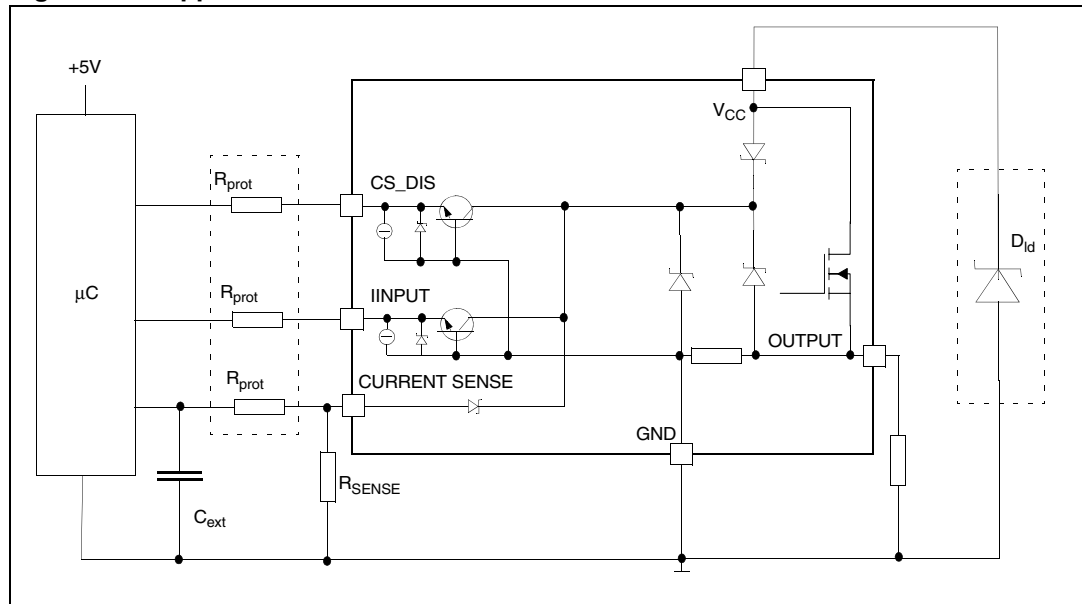 +5V
V_CC
R_prot
CS_DIS
D_ld
μC
R_prot
IINPUT
OUTPUT
R_prot
CURRENT SENSE
GND
R_SENSE
C_ext